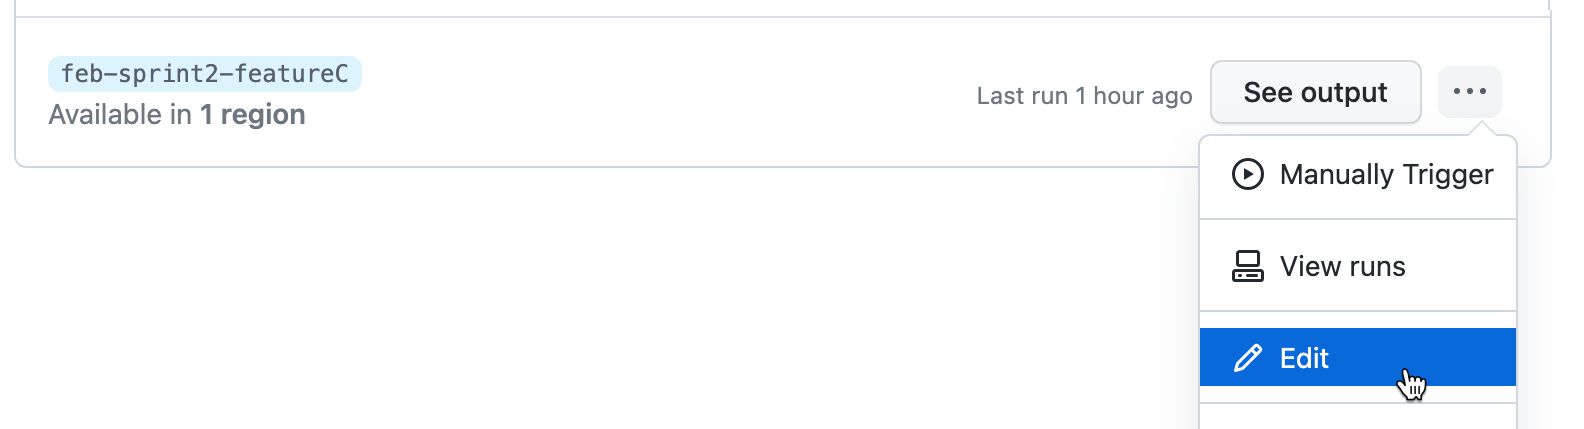 feb-sprint2-featureC
Available in 1 region
Last run 1 hour ago
See output
Manually Trigger
View runs
Edit